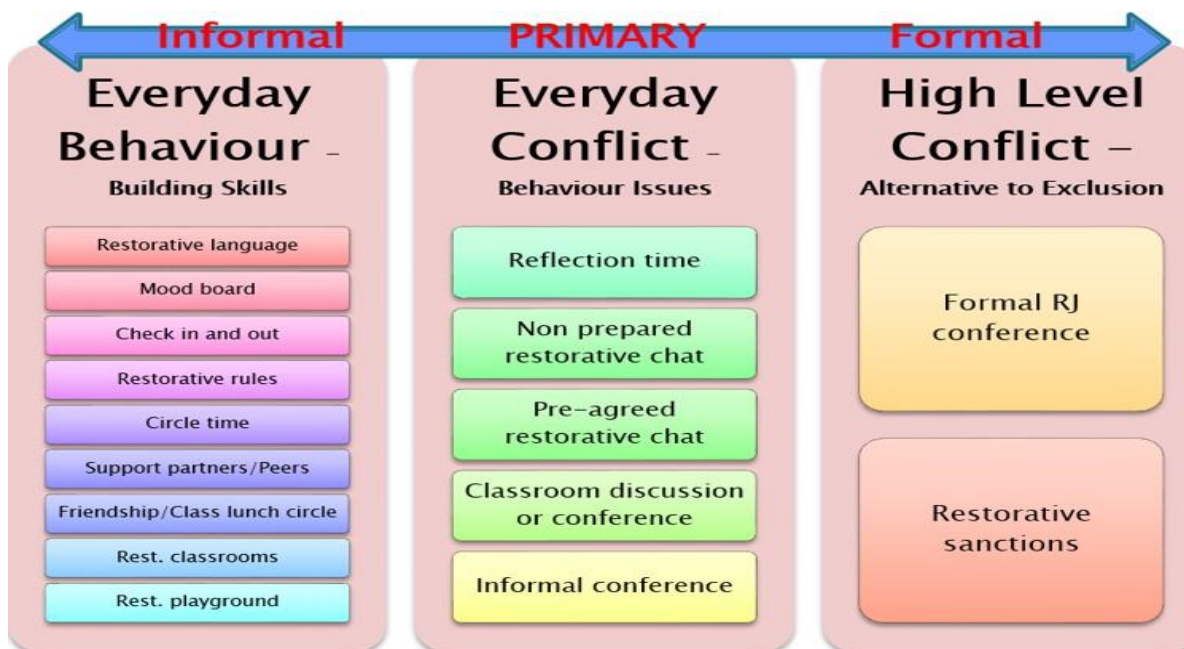 Informal PRIMARY Formal
Everyday
Behaviour -
Building Skills
Restorative language
Mood board
Check in and out
Restorative rules
Circle time
Support partners/Peers
Friendship/Class lunch circle
Rest. classrooms
Rest. playground
Everyday
Conflict -
Behaviour Issues
Reflection time
Non prepared
restorative chat
Pre-agreed
restorative chat
Classroom discussion
or conference
Informal conference
High Level
Conflict –
Alternative to Exclusion
Formal RJ
conference
Restorative
sanctions